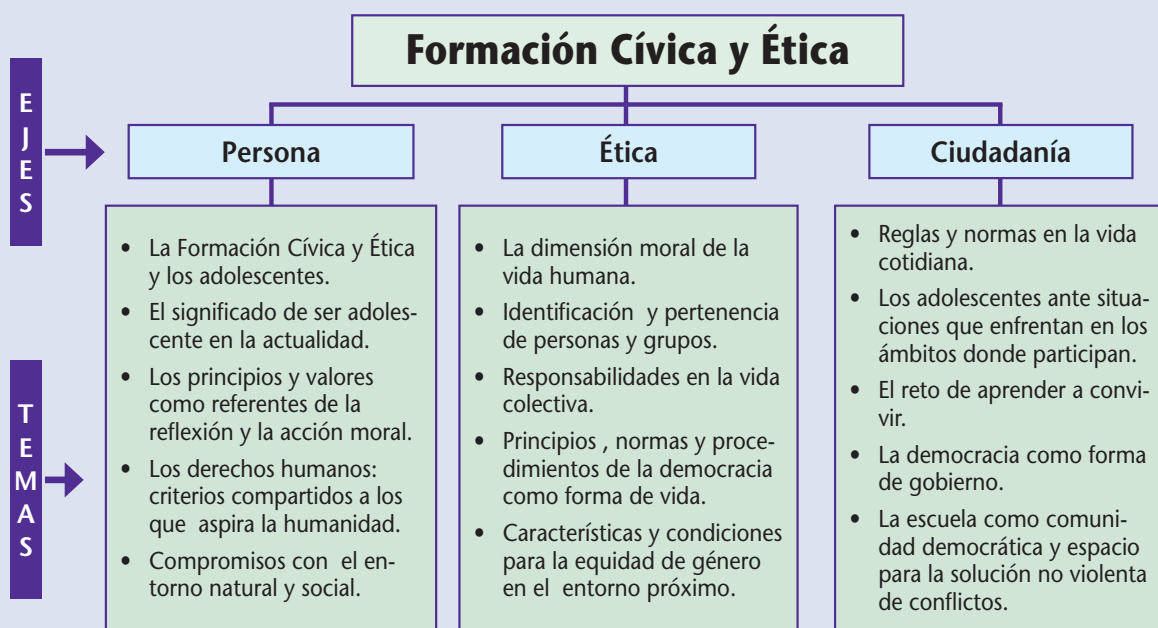 Formación Cívica y Ética
EJES
Persona
Ética
Ciudadanía
TEMAS
• La Formación Cívica y Ética
y los adolescentes.
• El significado de ser adoles-
cente en la actualidad.
• Los principios y valores
como referentes de la
reflexión y la acción moral.
• Los derechos humanos:
criterios compartidos a los
que aspira la humanidad.
• Compromisos con el en-
torno natural y social.
• La dimensión moral de la
vida humana.
• Identificación y pertenencia
de personas y grupos.
• Responsabilidades en la vida
colectiva.
• Principios , normas y proce-
dimientos de la democracia
como forma de vida.
• Características y condiciones
para la equidad de género
en el entorno próximo.
• Reglas y normas en la vida
cotidiana.
• Los adolescentes ante situa-
ciones que enfrentan en los
ámbitos donde participan.
• El reto de aprender a convi-
vir.
• La democracia como forma
de gobierno.
• La escuela como comuni-
dad democrática y espacio
para la solución no violenta
de conflictos.